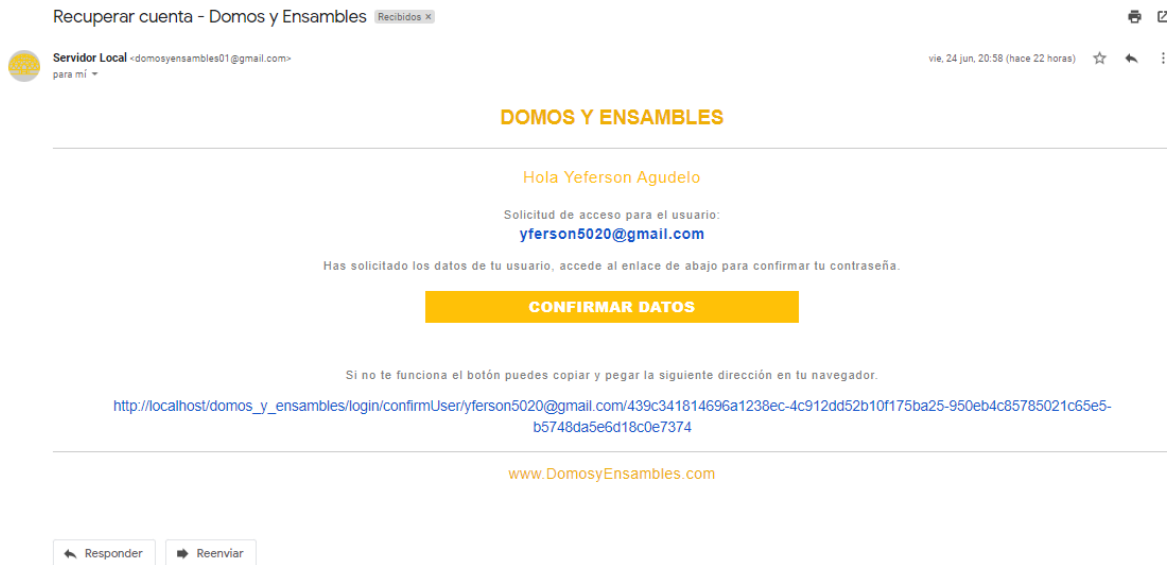 Recuperar cuenta - Domos y Ensambles Recibidos ×
Servidor Local <domosyensambles01@gmail.com> vie, 24 jun, 20:58 (hace 22 horas)
para mí
DOMOS Y ENSAMBLES
Hola Yeferson Agudelo
Solicitud de acceso para el usuario:
yferson5020@gmail.com
Has solicitado los datos de tu usuario, accede al enlace de abajo para confirmar tu contraseña.
CONFIRMAR DATOS
Si no te funciona el botón puedes copiar y pegar la siguiente dirección en tu navegador.
http://localhost/domos_y_ensambles/login/confirmUser/yferson5020@gmail.com/439c341814696a1238ec-4c912dd52b10f175ba25-950eb4c85785021c65e5-
b5748da5e6d18c0e7374
www.DomosyEnsambles.com
Responder Reenviar